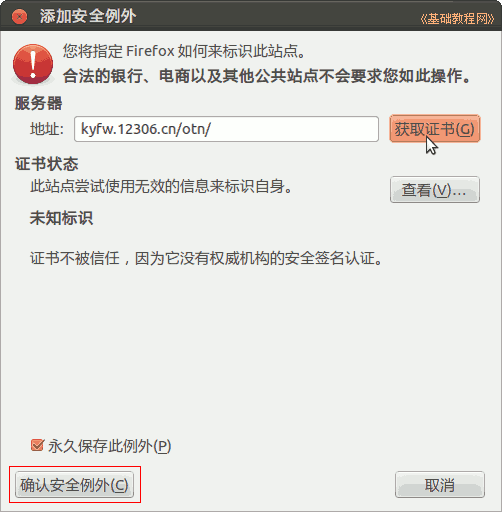 添加安全例外
《基础教程网》
您将指定 Firefox 如何来标识此站点。
合法的银行、电商以及其他公共站点不会要求您如此操作。
服务器
地址: kyfw.12306.cn/otn/ 获取证书(G)
证书状态
此站点尝试使用无效的信息来标识自身。 查看(V)...
未知标识
证书不被信任，因为它没有权威机构的安全签名认证。
永久保存此例外(P)
确认安全例外(C) 取消